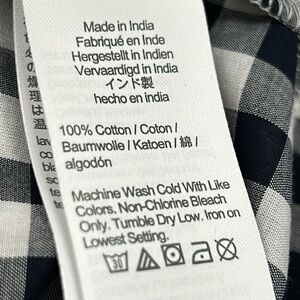 Made in India
Fabriqué en Inde
Hergestellt in Indien
Vervaardigd in India
インド製
hecho en india
100% Cotton / Coton /
Baumwolle / Katoen / 綿 /
algodón
Machine Wash Cold With Like
Colors. Non-Chlorine Bleach
Only. Tumble Dry Low. Iron on
Lowest Setting.
30